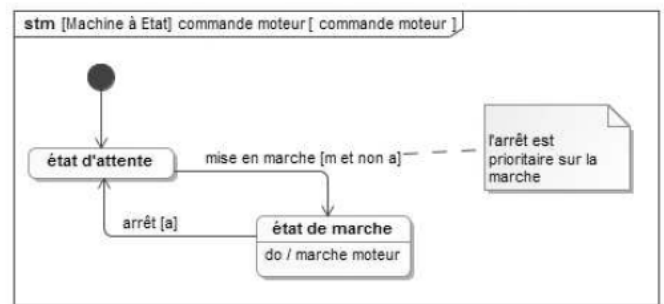 stm [Machine à Etat] commande moteur [ commande moteur ]
état d'attente
mise en marche [m et non a]
l'arrêt est
prioritaire sur la
marche
arrêt [a]
état de marche
do / marche moteur